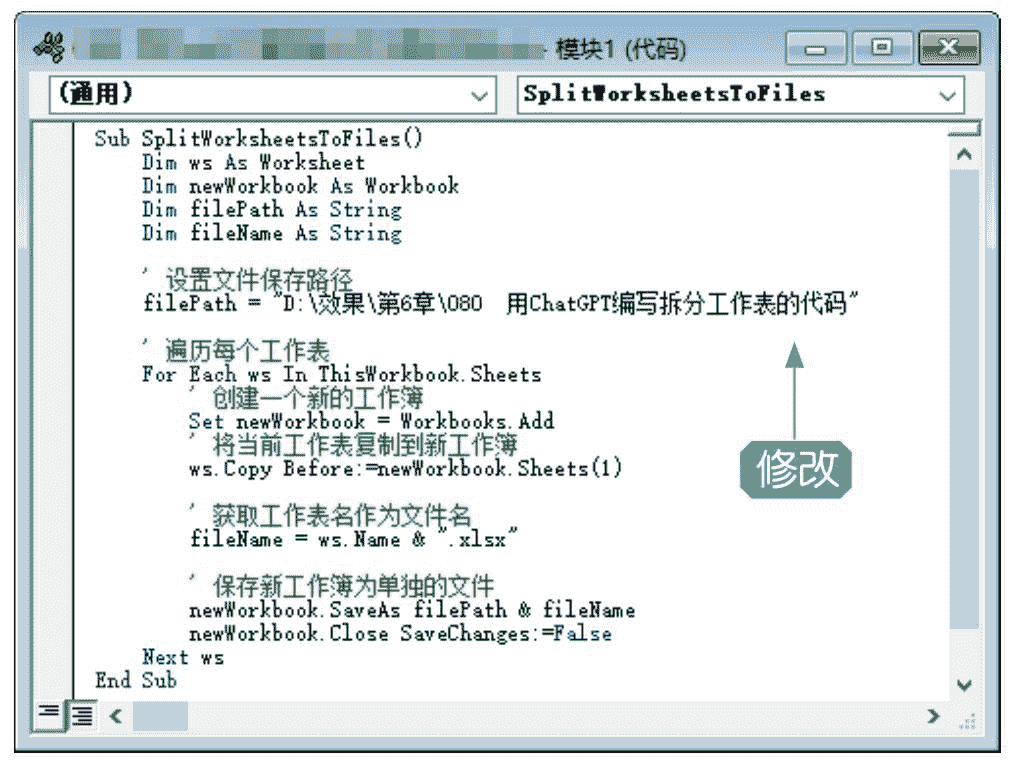 模块1 (代码)
(通用)
SplitWorksheetsToFiles
Sub SplitWorksheetsToFiles()
Dim ws As Worksheet
Dim newWorkbook As Workbook
Dim filePath As String
Dim fileName As String
' 设置文件保存路径
filePath = "D:\效果\第6章\080 用ChatGPT编写拆分工作表的代码"
' 遍历每个工作表
For Each ws In ThisWorkbook.Sheets
' 创建一个新的工作簿
Set newWorkbook = Workbooks.Add
' 将当前工作表复制到新工作簿
ws.Copy Before:=newWorkbook.Sheets(1)
修改
' 获取工作表名作为文件名
fileName = ws.Name & ".xlsx"
' 保存新工作簿为单独的文件
newWorkbook.SaveAs filePath & fileName
newWorkbook.Close SaveChanges:=False
Next ws
End Sub